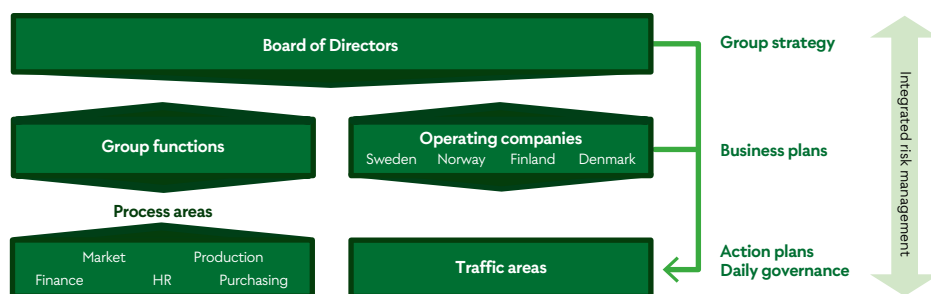 Board of Directors
Group strategy
Group functions
Operating companies
Sweden Norway Finland Denmark
Business plans
Process areas
Market Production
Finance HR Purchasing
Traffic areas
Action plans
Daily governance
Integrated risk management